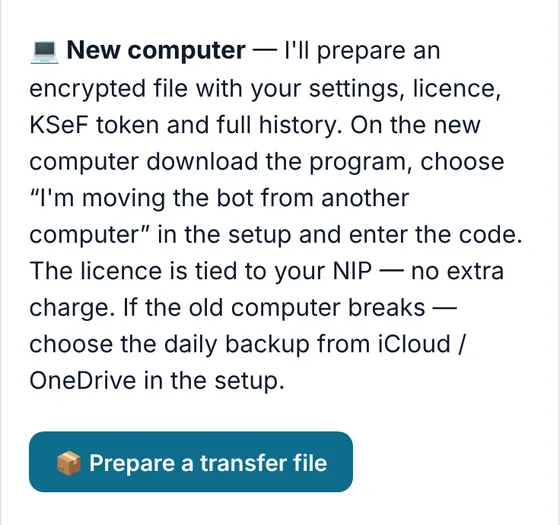 💻 New computer — I'll prepare an
encrypted file with your settings, licence,
KSeF token and full history. On the new
computer download the program, choose
“I'm moving the bot from another
computer” in the setup and enter the code.
The licence is tied to your NIP — no extra
charge. If the old computer breaks —
choose the daily backup from iCloud /
OneDrive in the setup.
📦 Prepare a transfer file